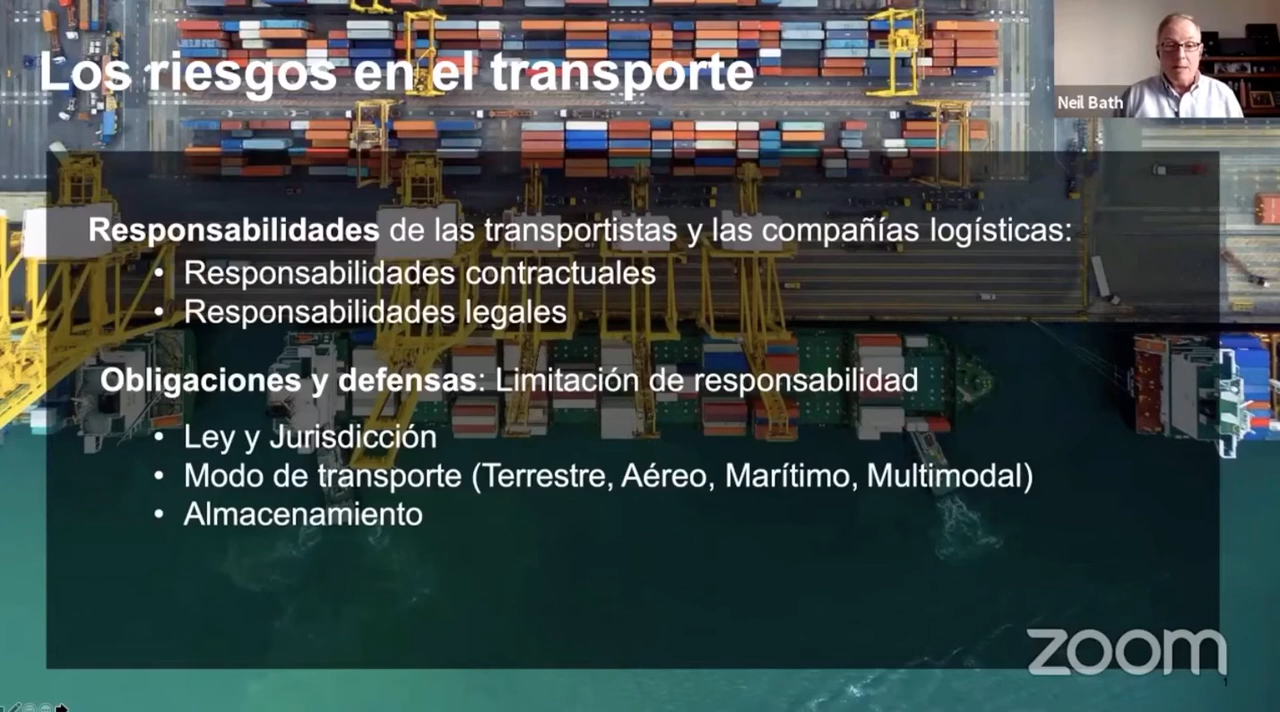 Los riesgos en el transporte
Neil Bath
Responsabilidades de las transportistas y las compañías logísticas:
• Responsabilidades contractuales
• Responsabilidades legales
Obligaciones y defensas: Limitación de responsabilidad
• Ley y Jurisdicción
• Modo de transporte (Terrestre, Aéreo, Marítimo, Multimodal)
• Almacenamiento
zoom
1